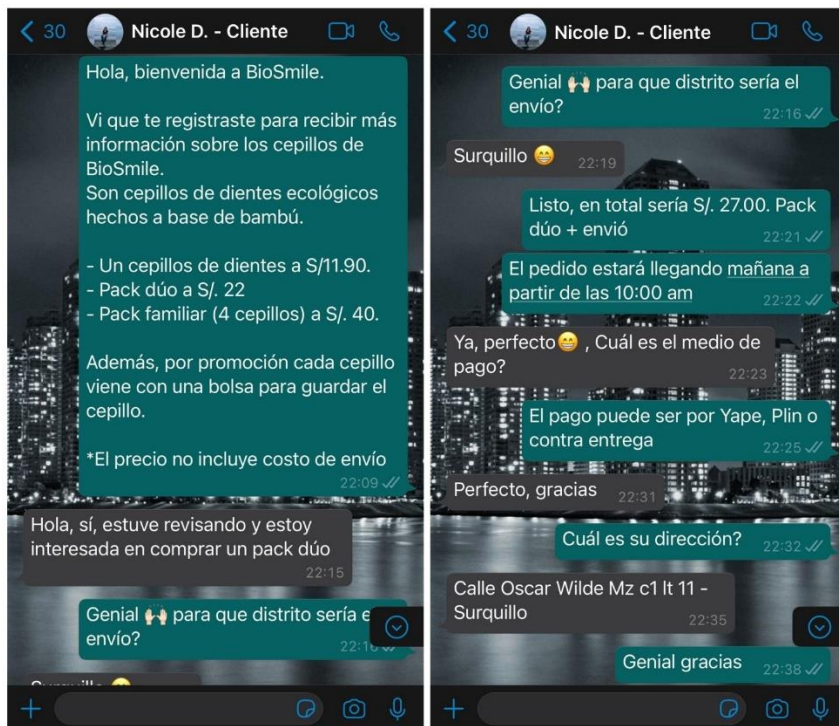 30
Nicole D. - Cliente
Hola, bienvenida a BioSmile.
Vi que te registraste para recibir más
información sobre los cepillos de
BioSmile.
Son cepillos de dientes ecológicos
hechos a base de bambú.
- Un cepillos de dientes a S/11.90.
- Pack dúo a S/. 22
- Pack familiar (4 cepillos) a S/. 40.
Además, por promoción cada cepillo
viene con una bolsa para guardar el
cepillo.
*El precio no incluye costo de envío
22:09
Hola, sí, estuve revisando y estoy
interesada en comprar un pack dúo
22:15
Genial 🙌🏻 para que distrito sería e
envío?
22:16
Surquillo 😁
30
Nicole D. - Cliente
Genial 🙌🏻 para que distrito sería el
envío?
22:16
Surquillo 😁 22:19
Listo, en total sería S/. 27.00. Pack
dúo + envió
22:21
El pedido estará llegando mañana a
partir de las 10:00 am
22:22
Ya, perfecto😁 , Cuál es el medio de
pago?
22:23
El pago puede ser por Yape, Plin o
contra entrega
22:25
Perfecto, gracias 22:31
Cuál es su dirección? 22:32
Calle Oscar Wilde Mz c1 lt 11 -
Surquillo
22:35
Genial gracias 22:38